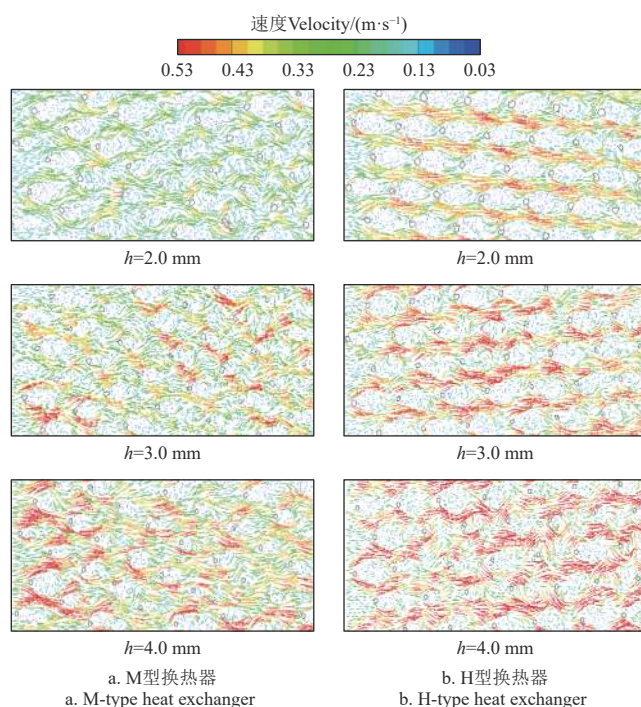 速度Velocity/(m·s⁻¹)
0.53 0.43 0.33 0.23 0.13 0.03
h=2.0 mm h=2.0 mm
h=3.0 mm h=3.0 mm
h=4.0 mm h=4.0 mm
a. M型换热器 b. H型换热器
a. M-type heat exchanger b. H-type heat exchanger